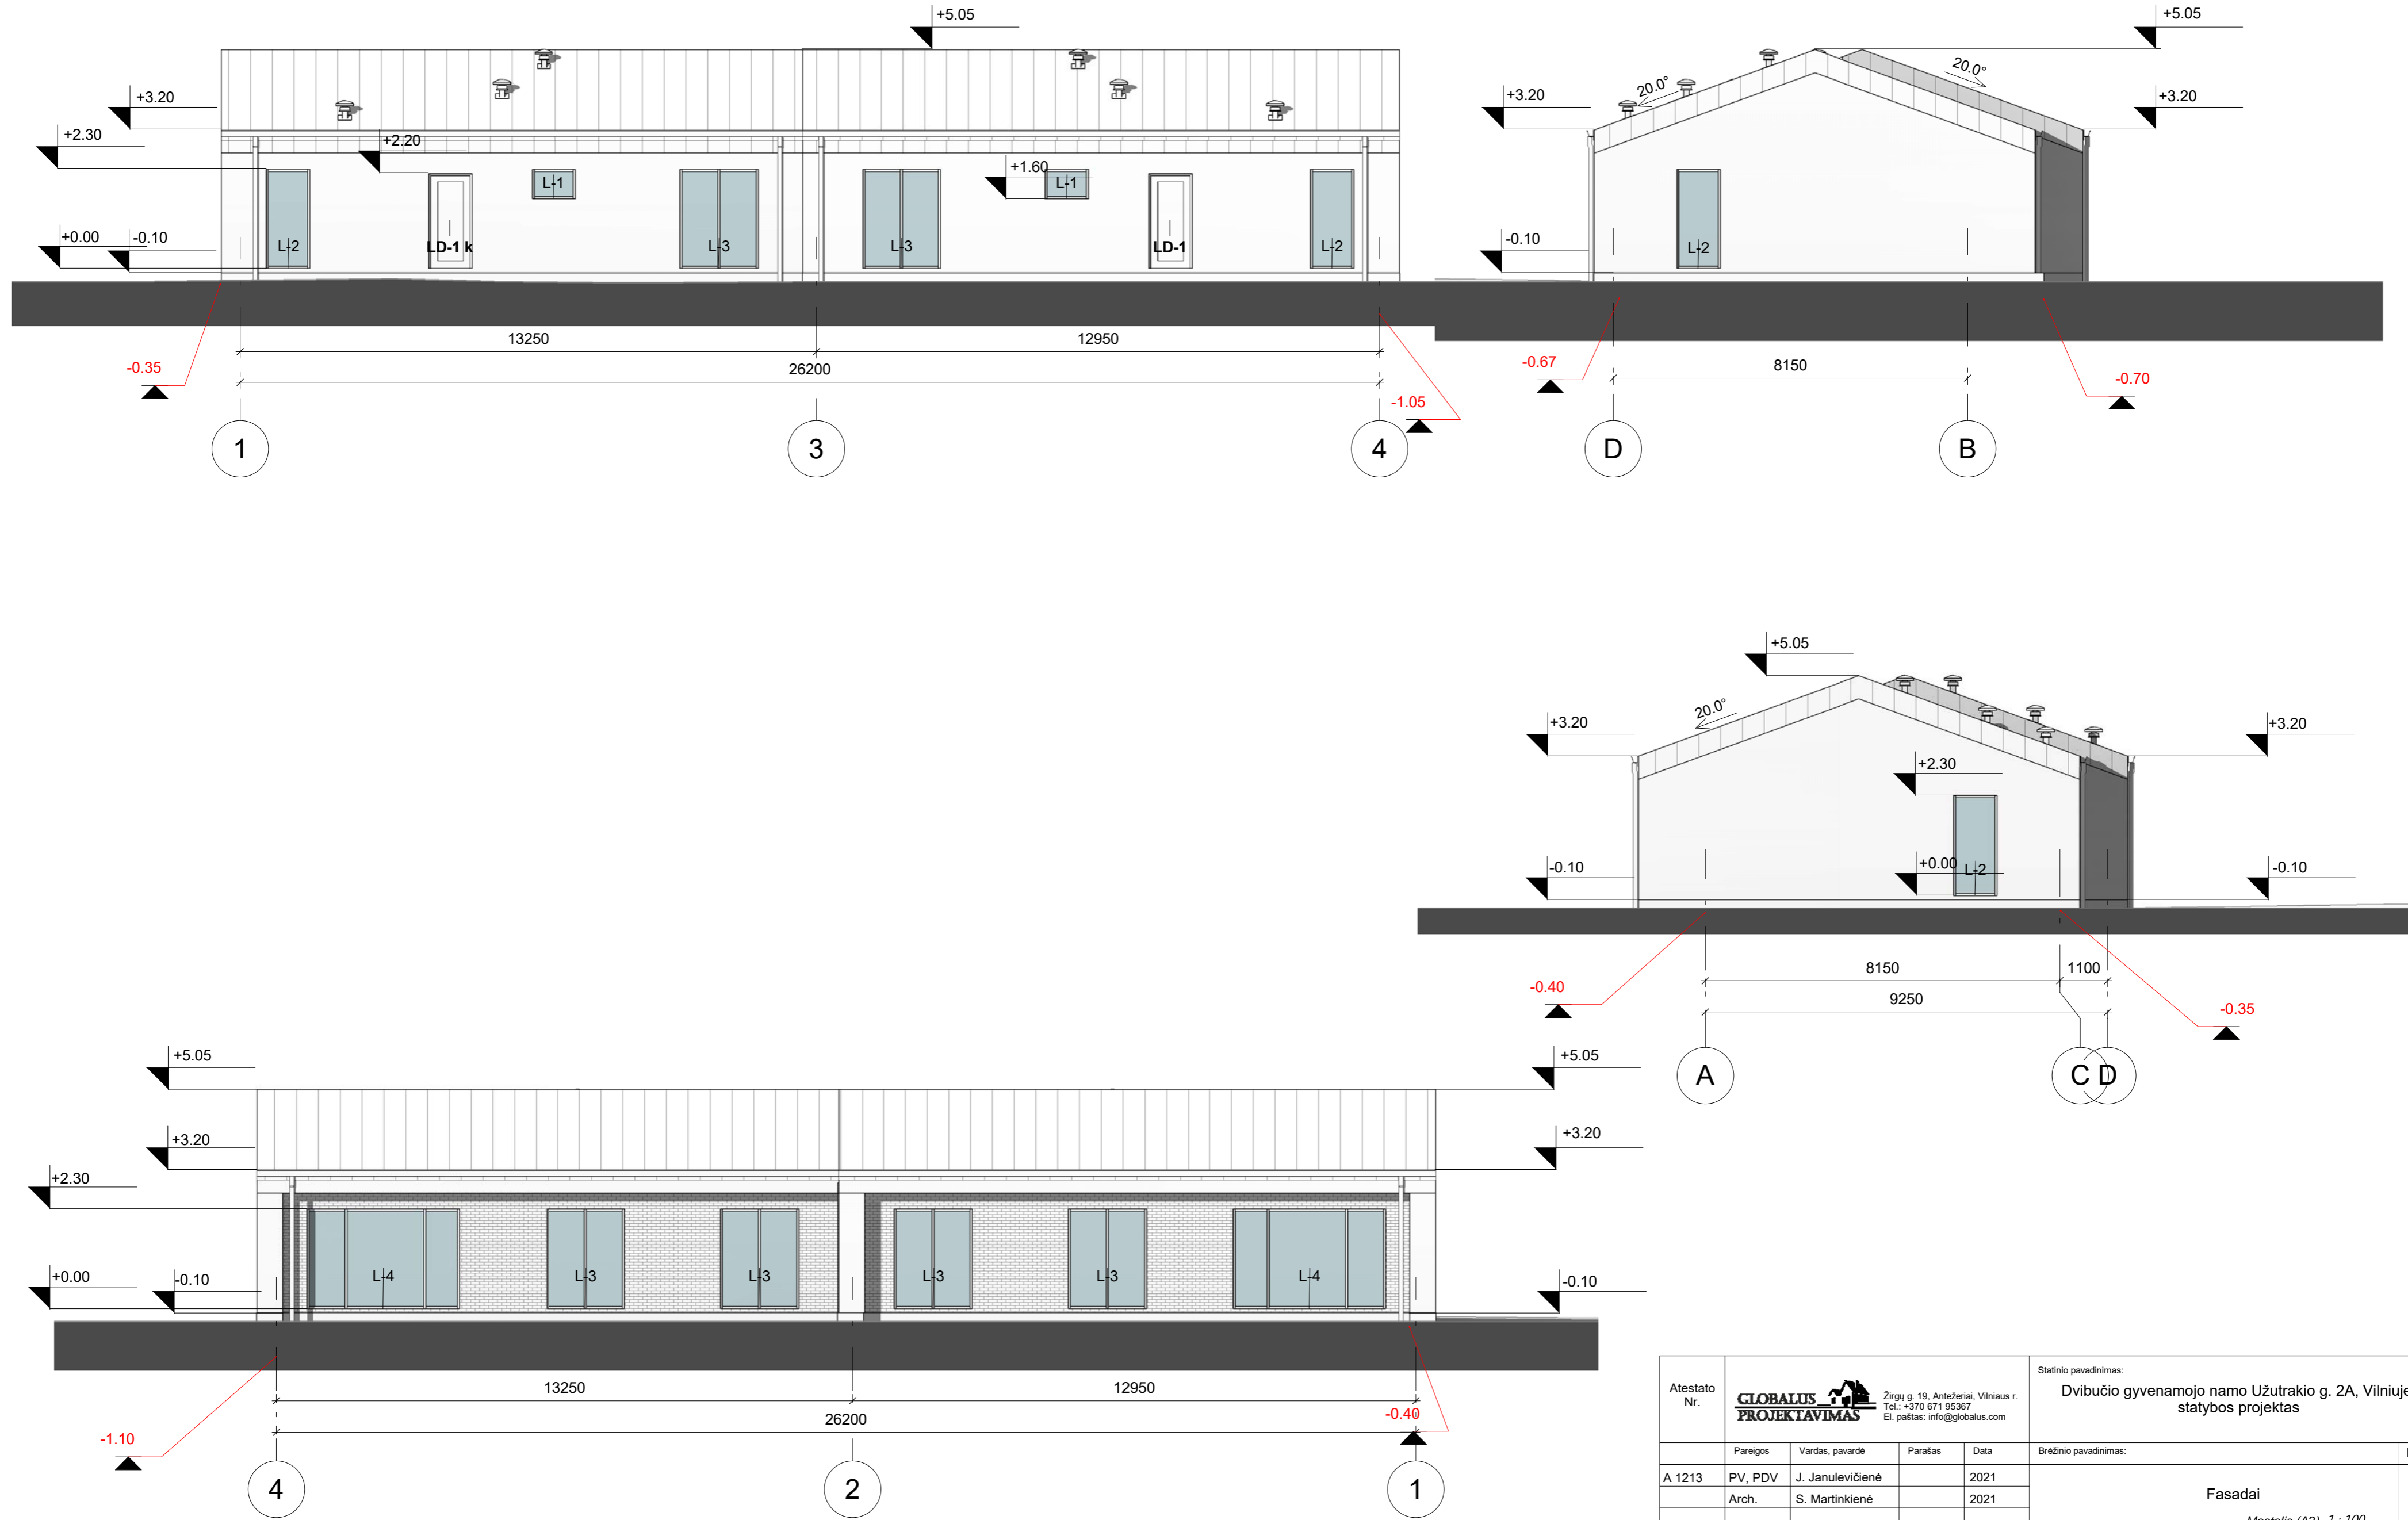 +5.05
+3.20
+2.30
+2.20
+1.60
L-1
L-1
+0.00
-0.10
L-2
LD-1 k
L-3
L-3
LD-1
L-2
13250
12950
26200
-0.35
-1.05
1
3
4
+5.05
20.0°
20.0°
+3.20
+3.20
-0.10
L-2
-0.67
8150
-0.70
D
B
+5.05
20.0°
+3.20
+3.20
+2.30
-0.10
+0.00
L-2
-0.10
8150
1100
9250
-0.40
-0.35
A
C
D
+5.05
+5.05
+3.20
+3.20
+2.30
+0.00
-0.10
L-4
L-3
L-3
L-3
L-3
L-4
-0.10
13250
12950
26200
-1.10
-0.40
4
2
1
Atestato Nr.
GLOBALUS
PROJEKTAVIMAS
Žirgų g. 19, Antežeriai, Vilniaus r.
Tel.: +370 671 95367
El. paštas: info@globalus.com
Statinio pavadinimas:
Dvibučio gyvenamojo namo Užutrakio g. 2A, Vilniuje
statybos projektas
Pareigos Vardas, pavardė Parašas Data
Brėžinio pavadinimas:
A 1213 PV, PDV J. Janulevičienė 2021
Arch. S. Martinkienė 2021
Fasadai
1 : 100